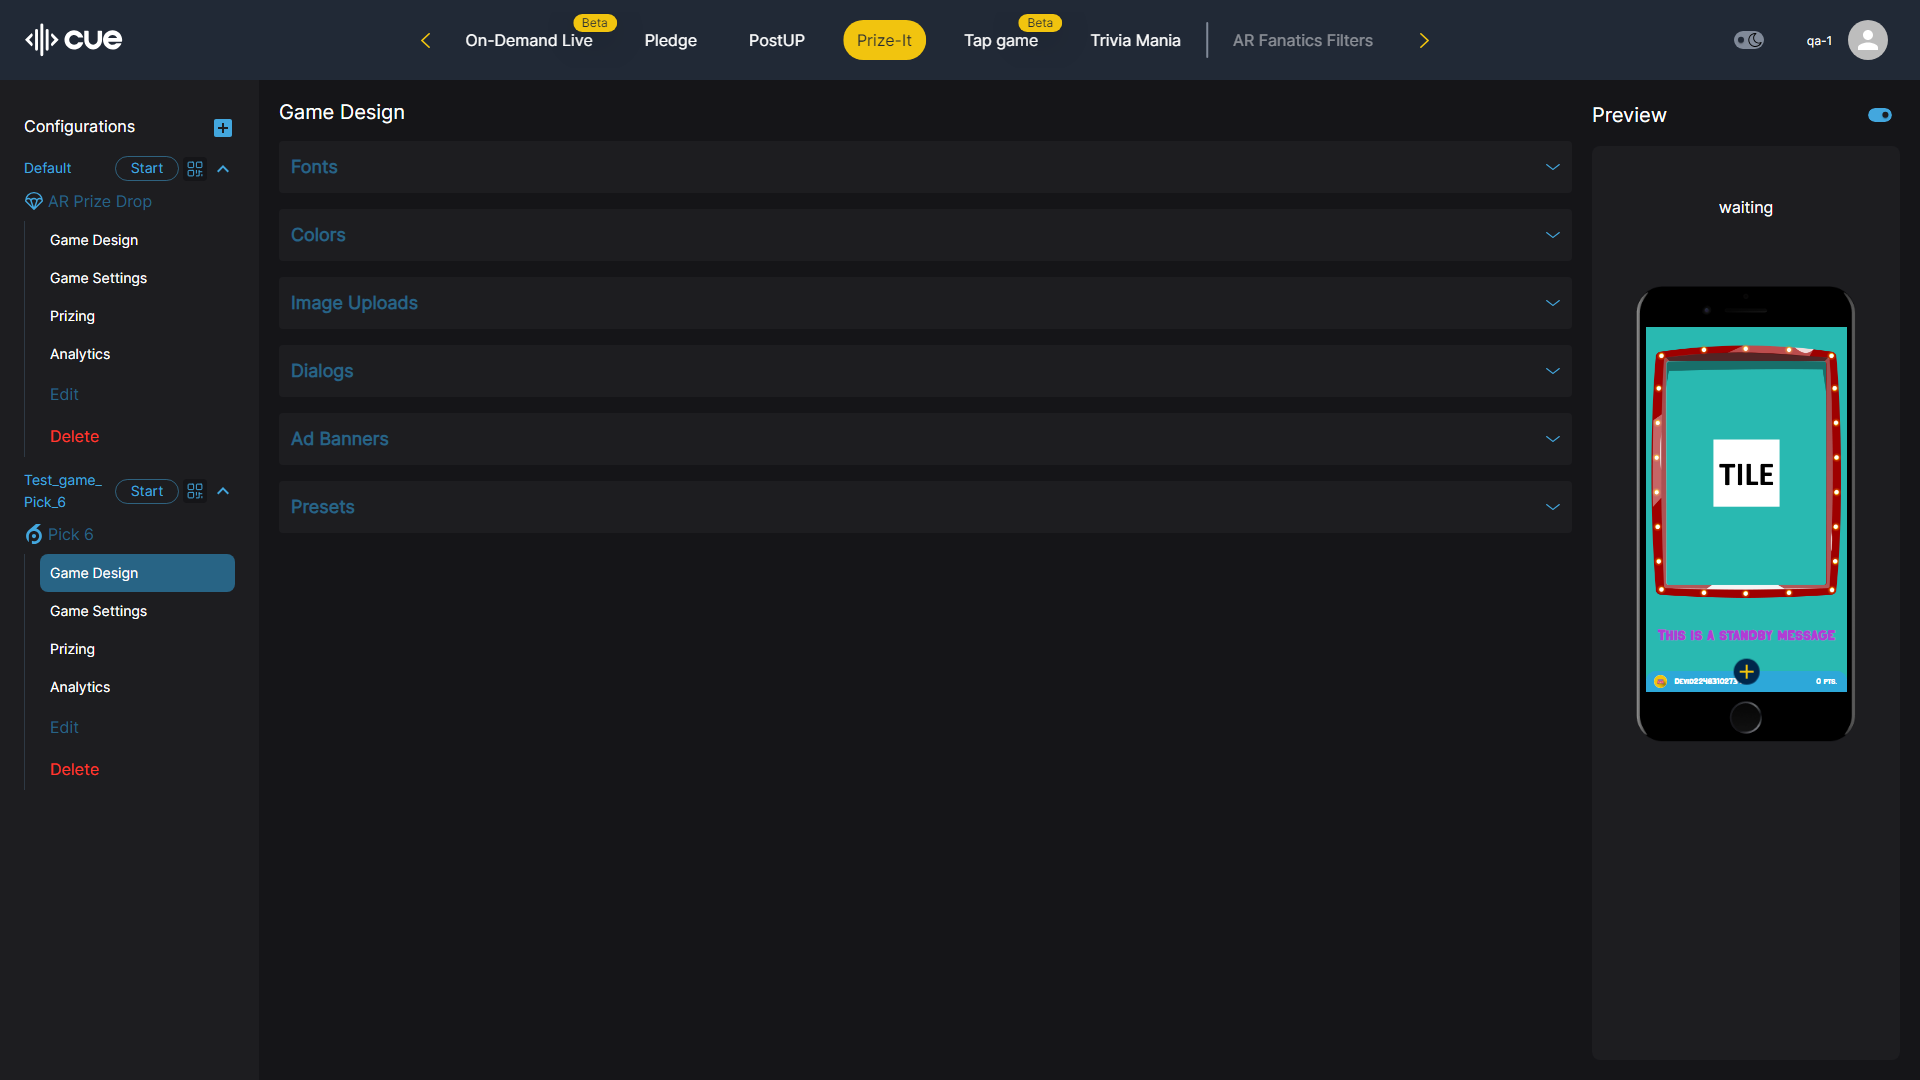 cue
On-Demand Live
Beta
Pledge
PostUP
Prize-It
Tap game
Beta
Trivia Mania
AR Fanatics Filters
qa-1
Configurations
Default
Start
AR Prize Drop
Game Design
Game Settings
Prizing
Analytics
Edit
Delete
Test_game_
Pick_6
Start
Pick 6
Game Design
Game Settings
Prizing
Analytics
Edit
Delete
Game Design
Fonts
Colors
Image Uploads
Dialogs
Ad Banners
Presets
Preview
waiting
TILE
THIS IS A STANDBY MESSAGE
0 PTS.